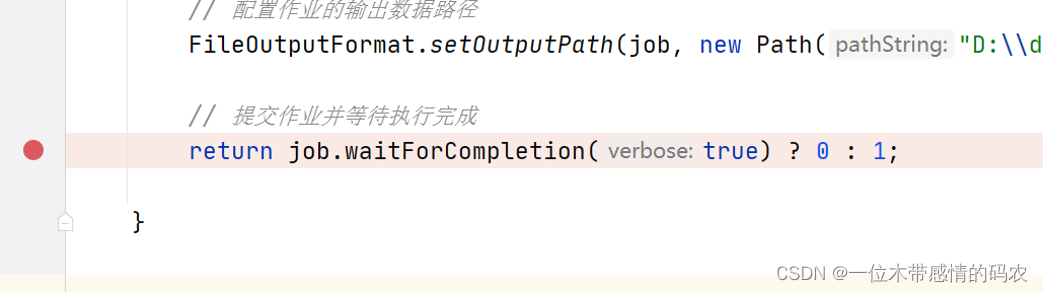 // 配置作业的输出数据路径
FileOutputFormat.setOutputPath(job, new Path( pathString: "D:\\d
// 提交作业并等待执行完成
return job.waitForCompletion( verbose: true) ? 0 : 1;
}
CSDN @一位木带感情的码农